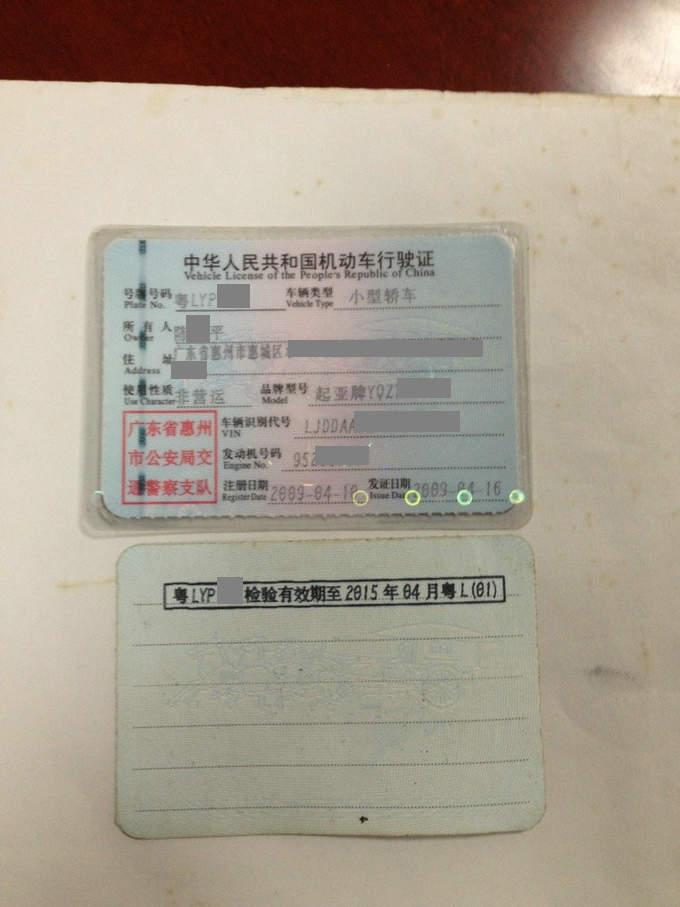 中华人民共和国机动车行驶证
Vehicle License of the People's Republic of China
号牌号码 粤LYP 车辆类型 小型轿车
Plate No. Vehicle Type
所有人 平
Owner
住址 广东省惠州市惠城区
Address
使用性质 非营运 品牌型号 起亚牌YQZ
Use Character Model
广东省惠州市公安局交通警察支队
车辆识别代号 LJDDAA
VIN
发动机号码 952
Engine No.
注册日期 2009-04-1 发证日期 2009-04-16
Register Date Issue Date
粤LYP 检验有效期至2015年04月粤L(01)